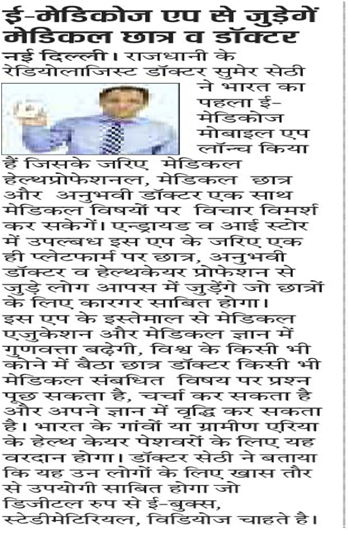 ई-मेडिकोज एप से जुड़ेगें
मेडिकल छात्र व डॉक्टर
नई दिल्ली। राजधानी के
रेडियोलाजिस्ट डॉक्टर सुमेर सेठी
ने भारत का
पहला ई-
मेडिकोज
मोबाइल एप
लॉन्च किया
हैं जिसके जरिए मेडिकल
हेल्थप्रोफेशनल, मेडिकल छात्र
और अनुभवी डॉक्टर एक साथ
मेडिकल विषयों पर विचार विमर्श
कर सकेगें। एन्ड्रायड व आई स्टोर
में उपल्बध इस एप के जरिए एक
ही प्लेटफार्म पर छात्र, अनुभवी
डॉक्टर व हेल्थकेयर प्रोफेशन से
जुड़े लोग आपस में जुड़ेंगे जो छात्रों
के लिए कारगर साबित होगा।
इस एप के इस्तेमाल से मेडिकल
एजुकेशन और मेडिकल ज्ञान में
गुणवत्ता बढ़ेगी, विश्व के किसी भी
कोने में बैठा छात्र डॉक्टर किसी भी
मेडिकल संबधित विषय पर प्रश्न
पूछ सकता है, चर्चा कर सकता है
और अपने ज्ञान में वृद्धि कर सकता
है। भारत के गांवों या ग्रामीण एरिया
के हेल्थ केयर पेशवरों के लिए यह
वरदान होगा। डॉक्टर सेठी ने बताया
कि यह उन लोगों के लिए खास तौर
से उपयोगी साबित होगा जो
डिजीटल रुप से ई-बुक्स,
स्टेडीमेटिरियल, विडियोज चाहते है।